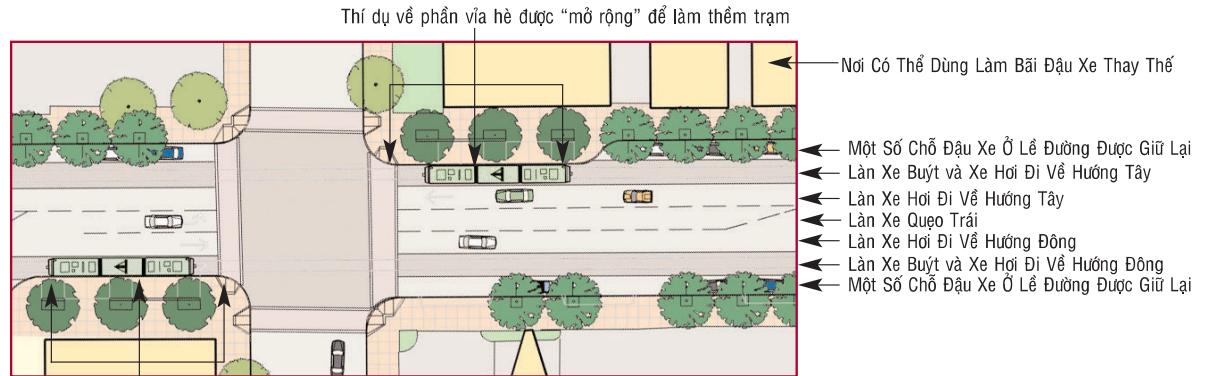 Thí dụ về phần vỉa hè được “mở rộng” để làm thềm trạm
Nơi Có Thể Dùng Làm Bãi Đậu Xe Thay Thế
Một Số Chỗ Đậu Xe Ở Lề Đường Được Giữ Lại
Làn Xe Buýt và Xe Hơi Đi Về Hướng Tây
Làn Xe Hơi Đi Về Hướng Tây
Làn Xe Quẹo Trái
Làn Xe Hơi Đi Về Hướng Đông
Làn Xe Buýt và Xe Hơi Đi Về Hướng Đông
Một Số Chỗ Đậu Xe Ở Lề Đường Được Giữ Lại